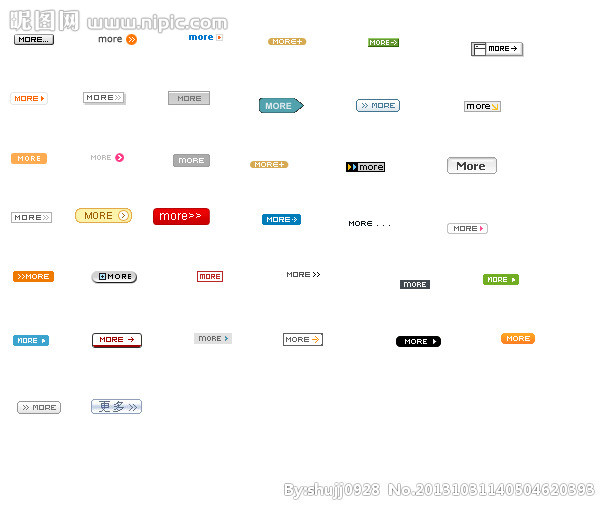 昵图网 www.nipic.com
MORE... more more MORE+ MORE→ MORE→
MORE MORE» MORE MORE » MORE more
MORE MORE MORE MORE+ more More
MORE» MORE more>> MORE MORE ... MORE
»MORE MORE MORE MORE >> MORE MORE
MORE MORE → MORE > MORE→ MORE MORE
» MORE 更多 »
By:shujj0928 No.20131031140504620393